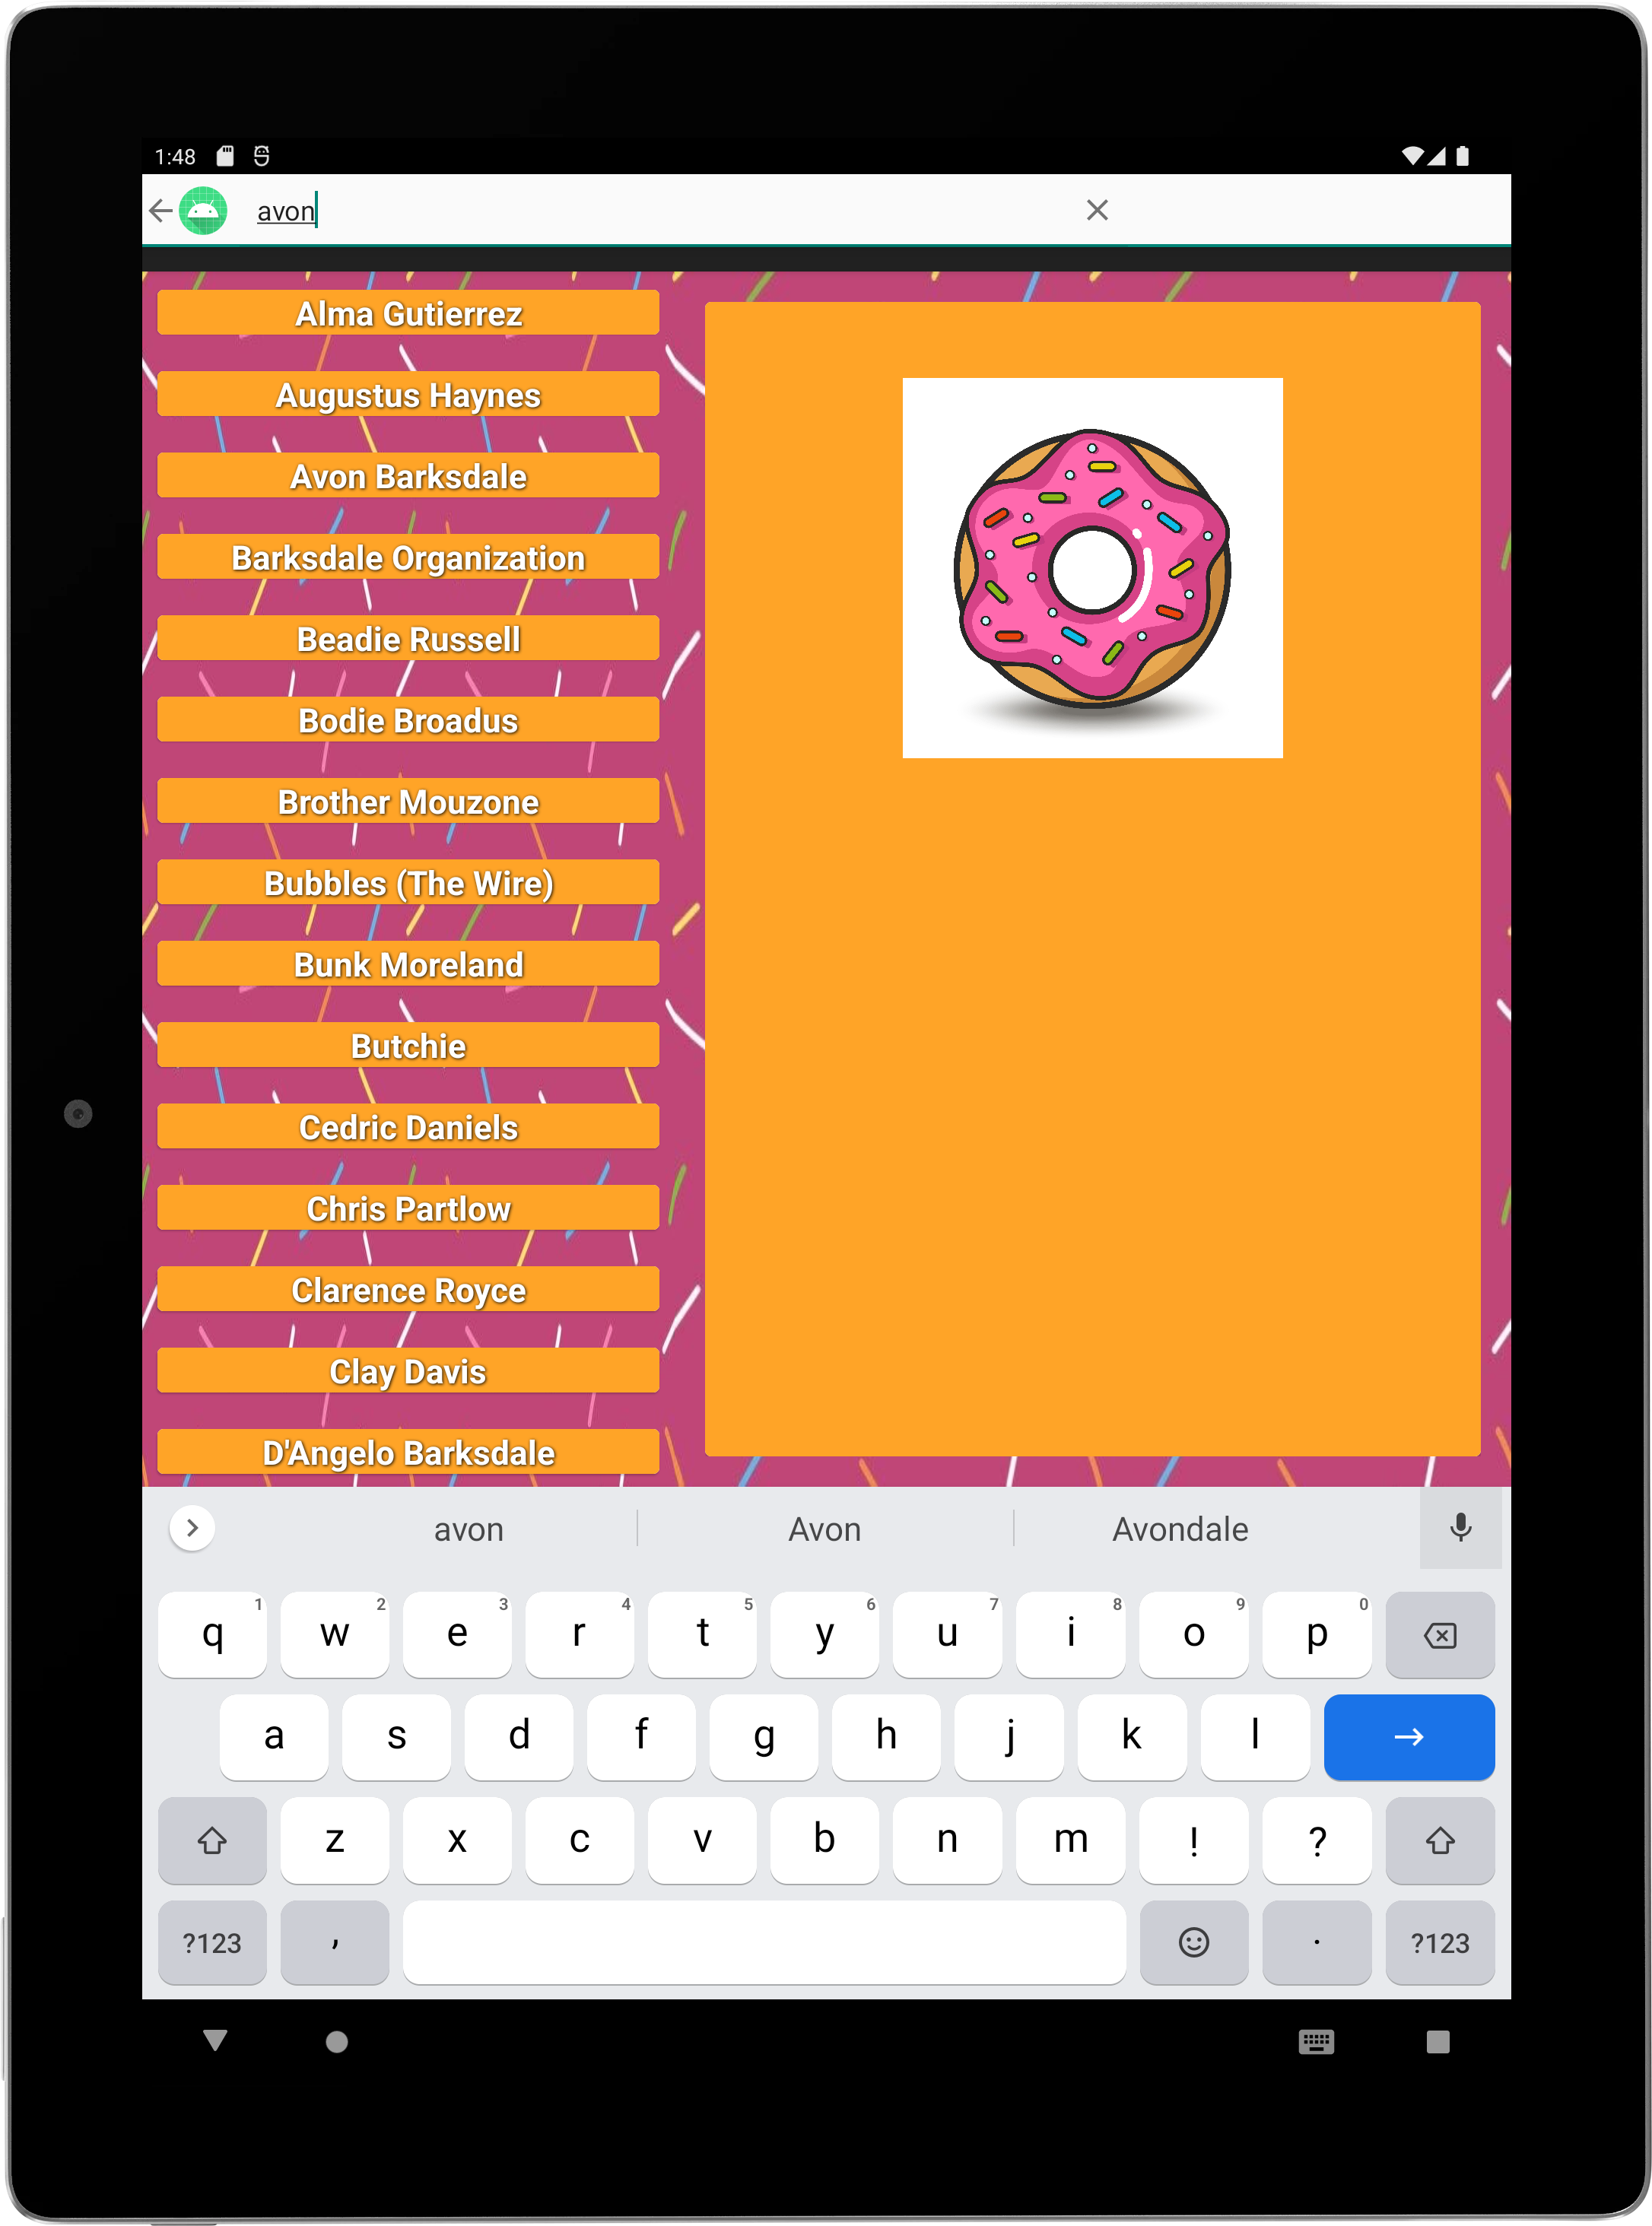 1:48
avon
Alma Gutierrez
Augustus Haynes
Avon Barksdale
Barksdale Organization
Beadie Russell
Bodie Broadus
Brother Mouzone
Bubbles (The Wire)
Bunk Moreland
Butchie
Cedric Daniels
Chris Partlow
Clarence Royce
Clay Davis
D'Angelo Barksdale
avon Avon Avondale
q 1 w 2 e 3 r 4 t 5 y 6 u 7 i 8 o 9 p 0
a s d f g h j k l
z x c v b n m ! ?
?123 , . ?123